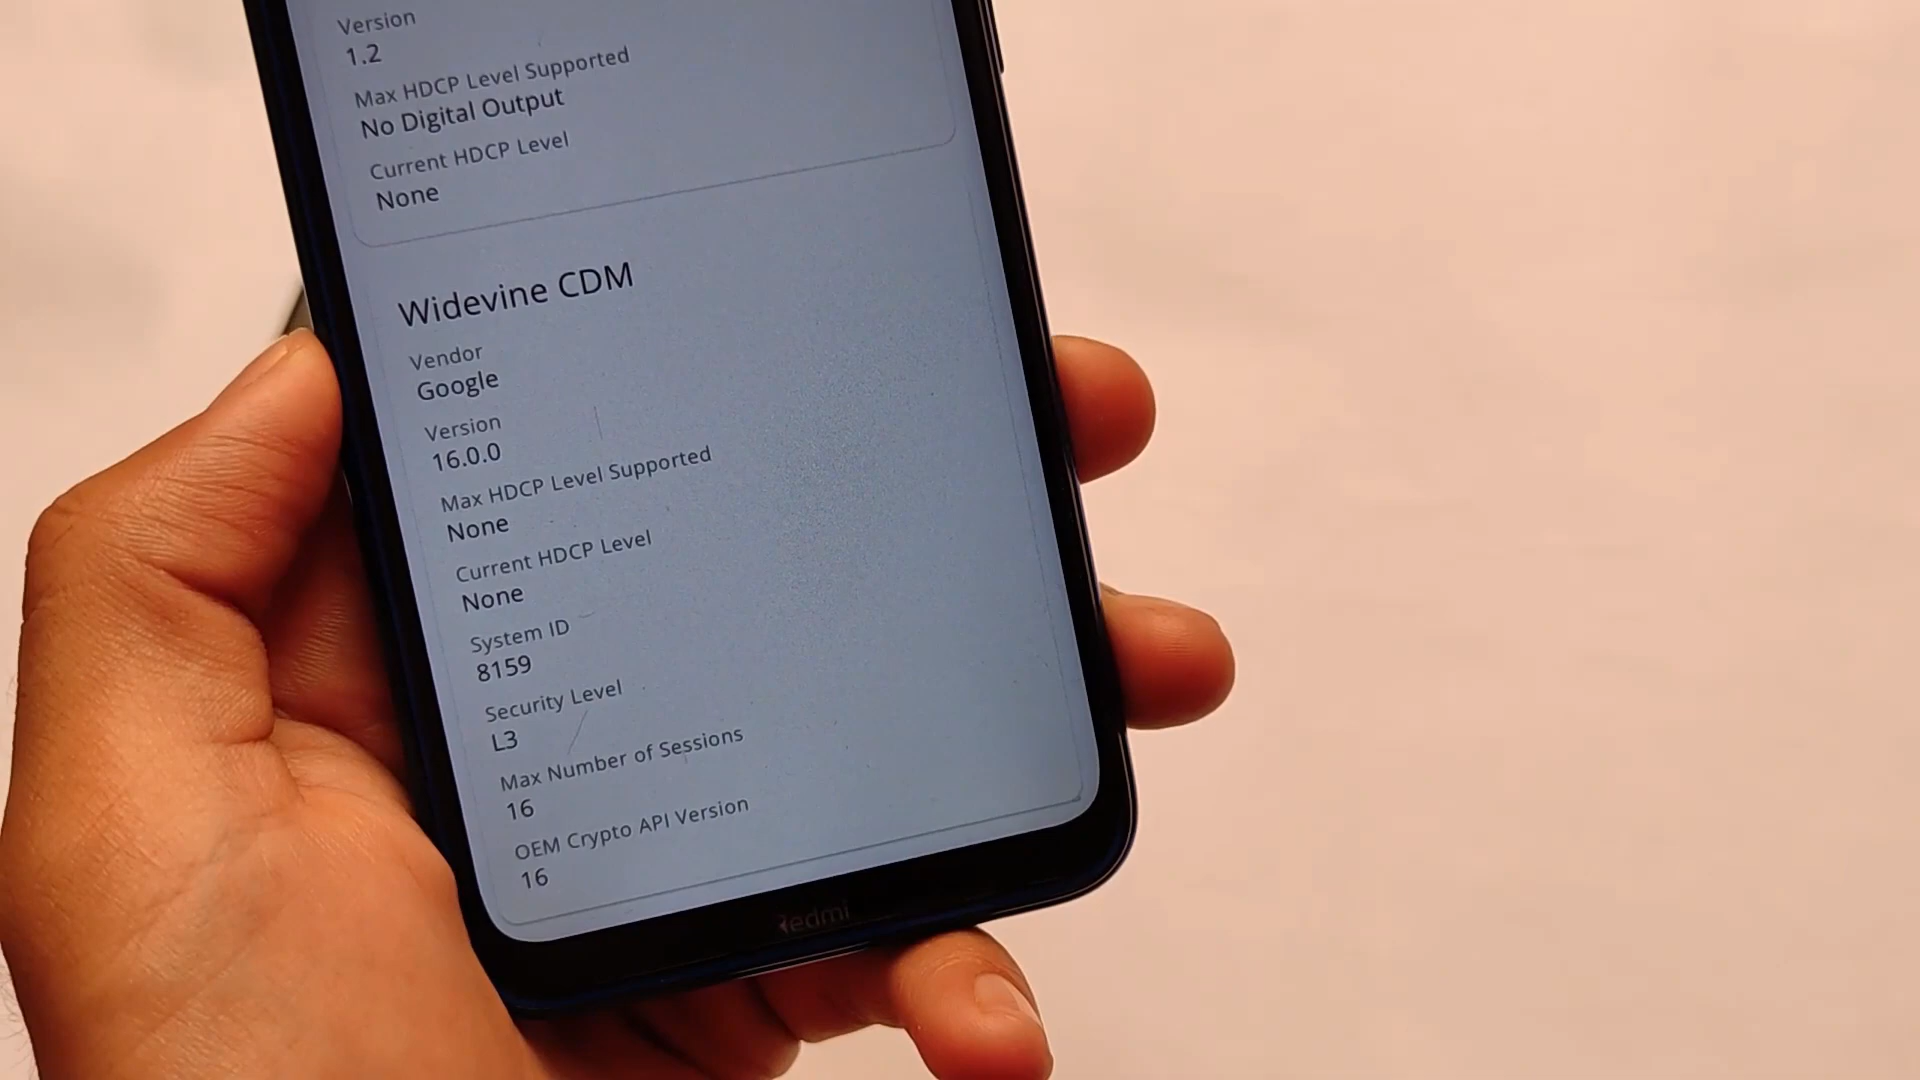 Version
1.2
Max HDCP Level Supported
No Digital Output
Current HDCP Level
None
Widevine CDM
Vendor
Google
Version
16.0.0
Max HDCP Level Supported
None
Current HDCP Level
None
System ID
8159
Security Level
L3
Max Number of Sessions
16
OEM Crypto API Version
16
Redmi